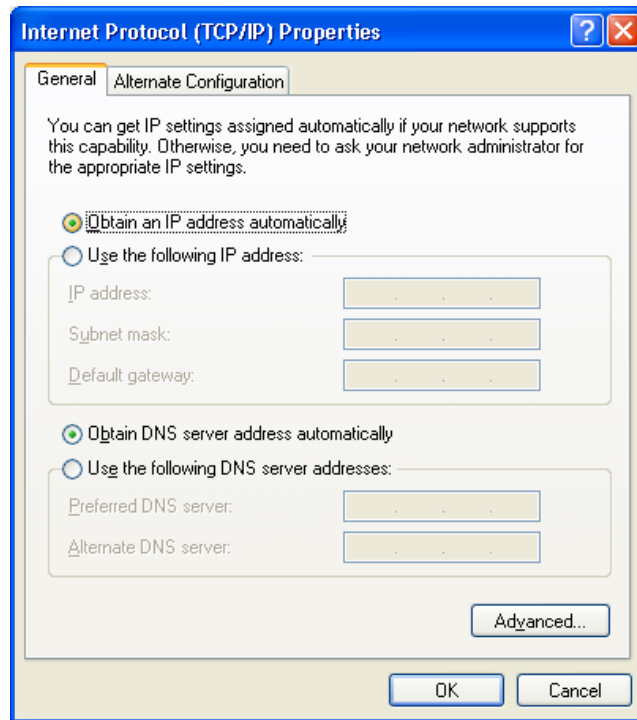 Internet Protocol (TCP/IP) Properties
General
Alternate Configuration
You can get IP settings assigned automatically if your network supports
this capability. Otherwise, you need to ask your network administrator for
the appropriate IP settings.
Obtain an IP address automatically
Use the following IP address:
IP address:
Subnet mask:
Default gateway:
Obtain DNS server address automatically
Use the following DNS server addresses:
Preferred DNS server:
Alternate DNS server:
Advanced...
OK
Cancel